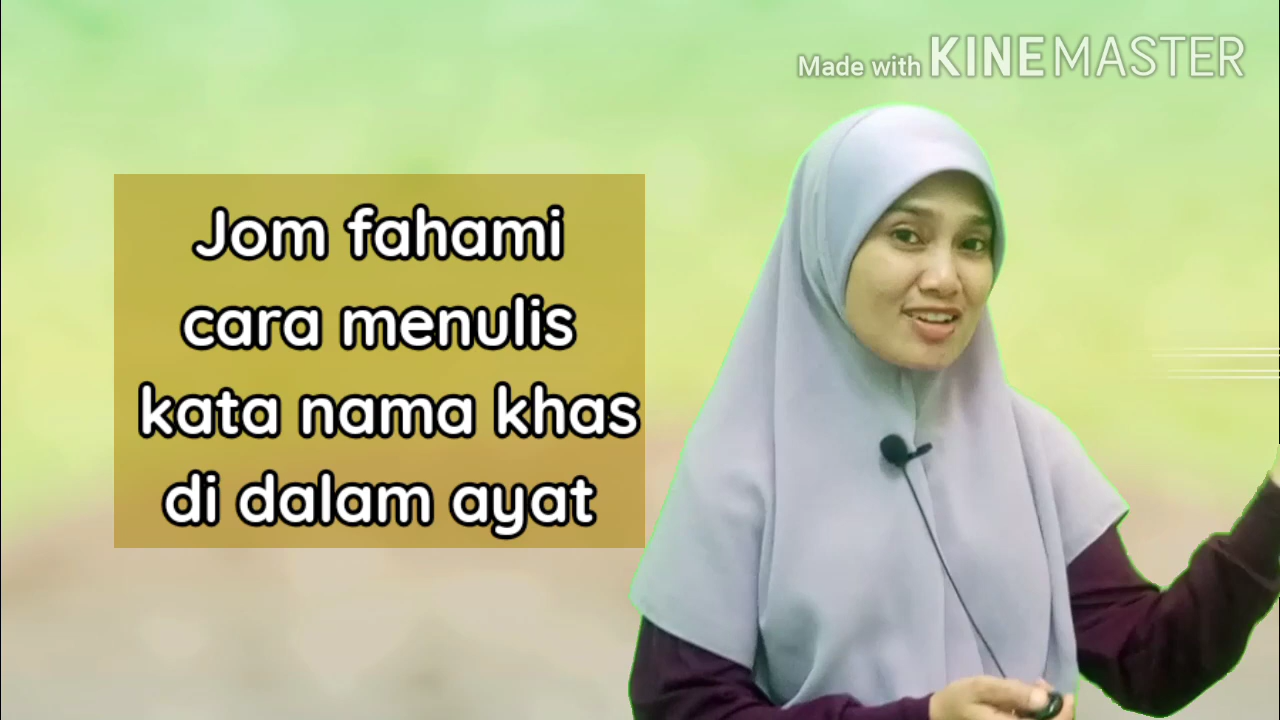 Made with KINEMASTER
Jom fahami
cara menulis
kata nama khas
di dalam ayat